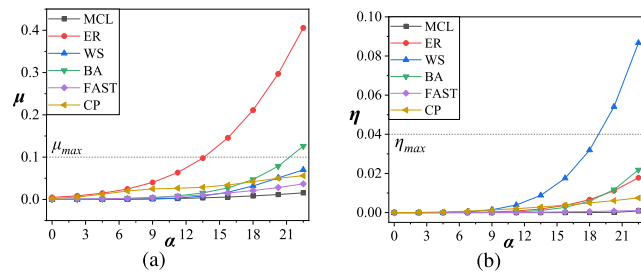 MCL
ER
WS
BA
FAST
CP
μ
0.4
0.3
0.2
0.1
0.0
μmax
0 3 6 9 12 15 18 21
α
(a)
MCL
ER
WS
BA
FAST
CP
η
0.10
0.08
0.06
0.04
0.02
0.00
ηmax
0 3 6 9 12 15 18 21
α
(b)